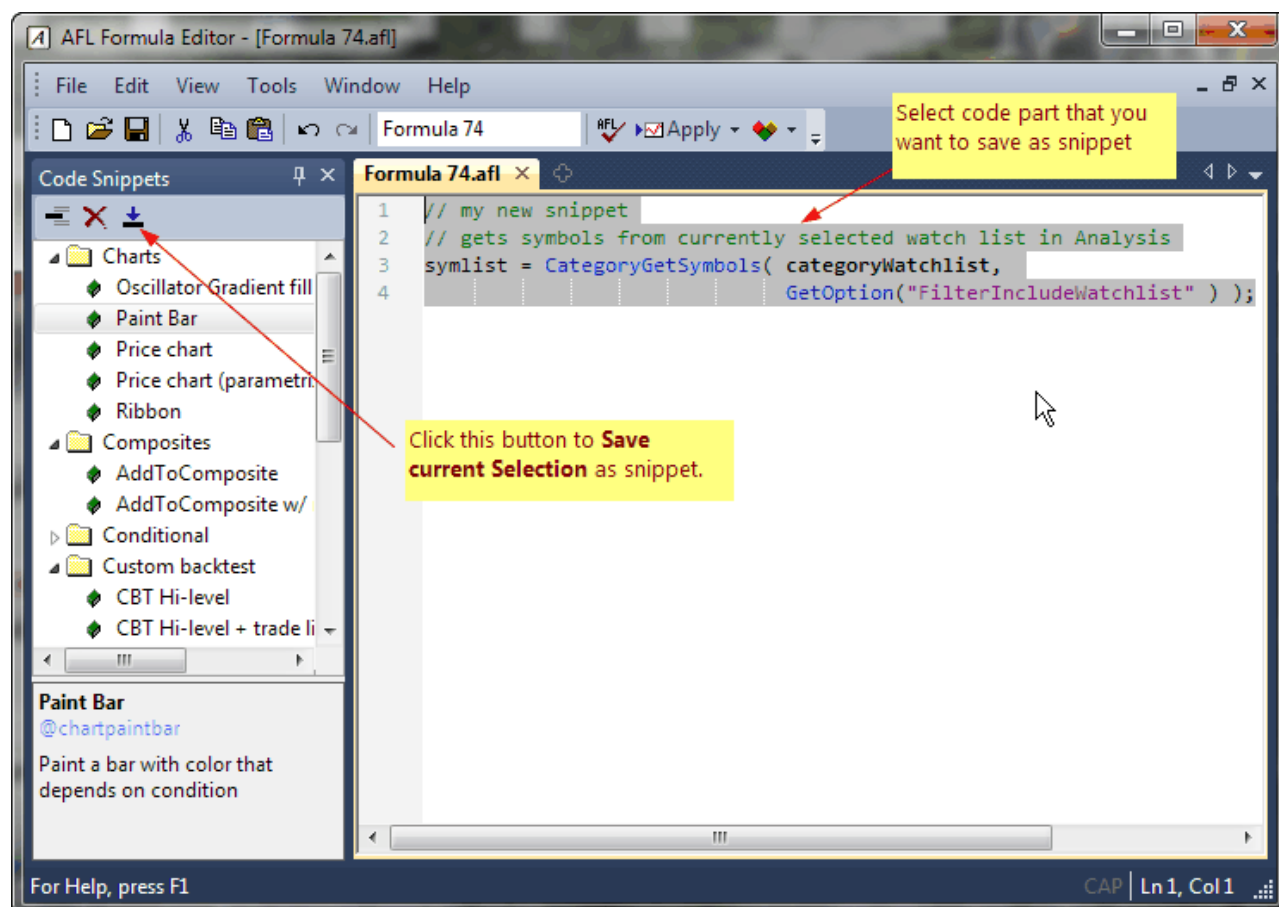 AFL Formula Editor - [Formula 74.afl]
File Edit View Tools Window Help
Formula 74 AFL Apply
Select code part that you
want to save as snippet
Code Snippets
Formula 74.afl
1 // my new snippet
2 // gets symbols from currently selected watch list in Analysis
3 symlist = CategoryGetSymbols( categoryWatchlist,
4 GetOption("FilterIncludeWatchlist" ) );
Charts
Oscillator Gradient fill
Paint Bar
Price chart
Price chart (parametri
Ribbon
Composites
AddToComposite
AddToComposite w/
Conditional
Custom backtest
CBT Hi-level
CBT Hi-level + trade li
Click this button to Save
current Selection as snippet.
Paint Bar
@chartpaintbar
Paint a bar with color that
depends on condition
For Help, press F1
CAP Ln 1, Col 1